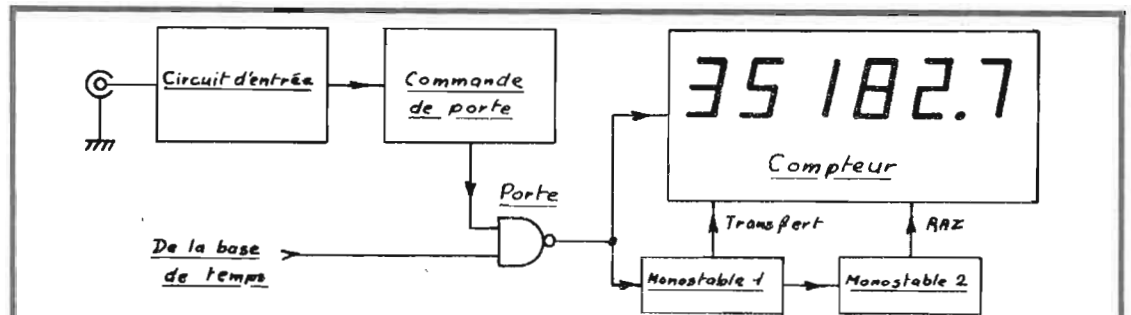 Circuit d'entrée
Commande
de porte
35182.7
Compteur
Porte
De la base
de temps
Transfert
RAZ
Monostable 1
Monostable 2